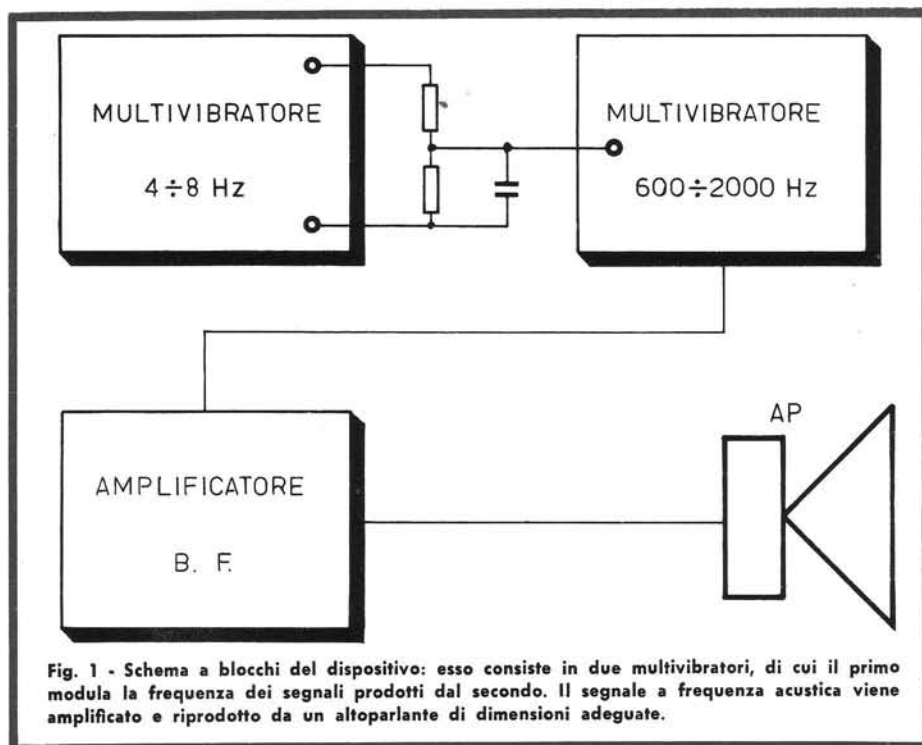 MULTIVIBRATORE
4÷8 Hz
MULTIVIBRATORE
600÷2000 Hz
AMPLIFICATORE
B. F.
AP
Fig. 1 - Schema a blocchi del dispositivo: esso consiste in due multivibratori, di cui il primo
modula la frequenza dei segnali prodotti dal secondo. Il segnale a frequenza acustica viene
amplificato e riprodotto da un altoparlante di dimensioni adeguate.